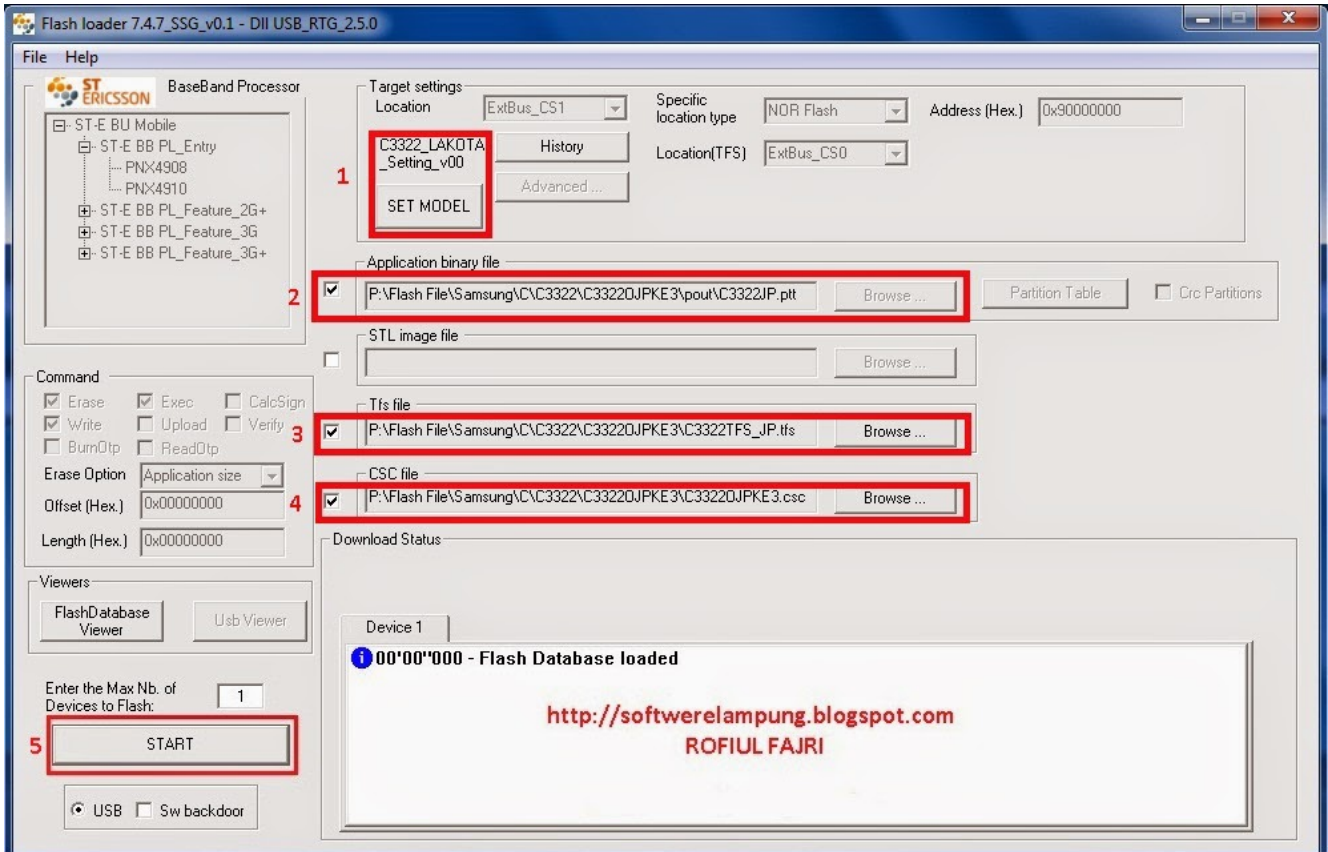 Flash loader 7.4.7_SSG_v0.1 - Dll USB_RTG_2.5.0
File Help
ST ERICSSON
BaseBand Processor
ST-E BU Mobile
ST-E BB PL_Entry
PNX4908
PNX4910
ST-E BB PL_Feature_2G+
ST-E BB PL_Feature_3G
ST-E BB PL_Feature_3G+
Target settings
Location ExtBus_CS1
Specific location type NOR Flash
Address (Hex.) 0x90000000
1
C3322_LAKOTA
_Setting_v00
SET MODEL
History
Advanced ...
Location(TFS) ExtBus_CS0
Application binary file
2
P:\Flash File\Samsung\C\C3322\C3322OJPKE3\pout\C3322JP.ptt
Browse ...
Partition Table
Crc Partitions
STL image file
Browse ...
Tfs file
3
P:\Flash File\Samsung\C\C3322\C3322OJPKE3\C3322TFS_JP.tfs
Browse ...
CSC file
4
P:\Flash File\Samsung\C\C3322\C3322OJPKE3\C3322OJPKE3.csc
Browse ...
Command
Erase Exec CalcSign
Write Upload Verify
BurnOtp ReadOtp
Erase Option Application size
Offset (Hex.) 0x00000000
Length (Hex.) 0x00000000
Viewers
FlashDatabase
Viewer
Usb Viewer
Enter the Max Nb. of
Devices to Flash:
1
5
START
USB Sw backdoor
Download Status
Device 1
00'00''000 - Flash Database loaded
http://softwerelampung.blogspot.com
ROFIUL FAJRI